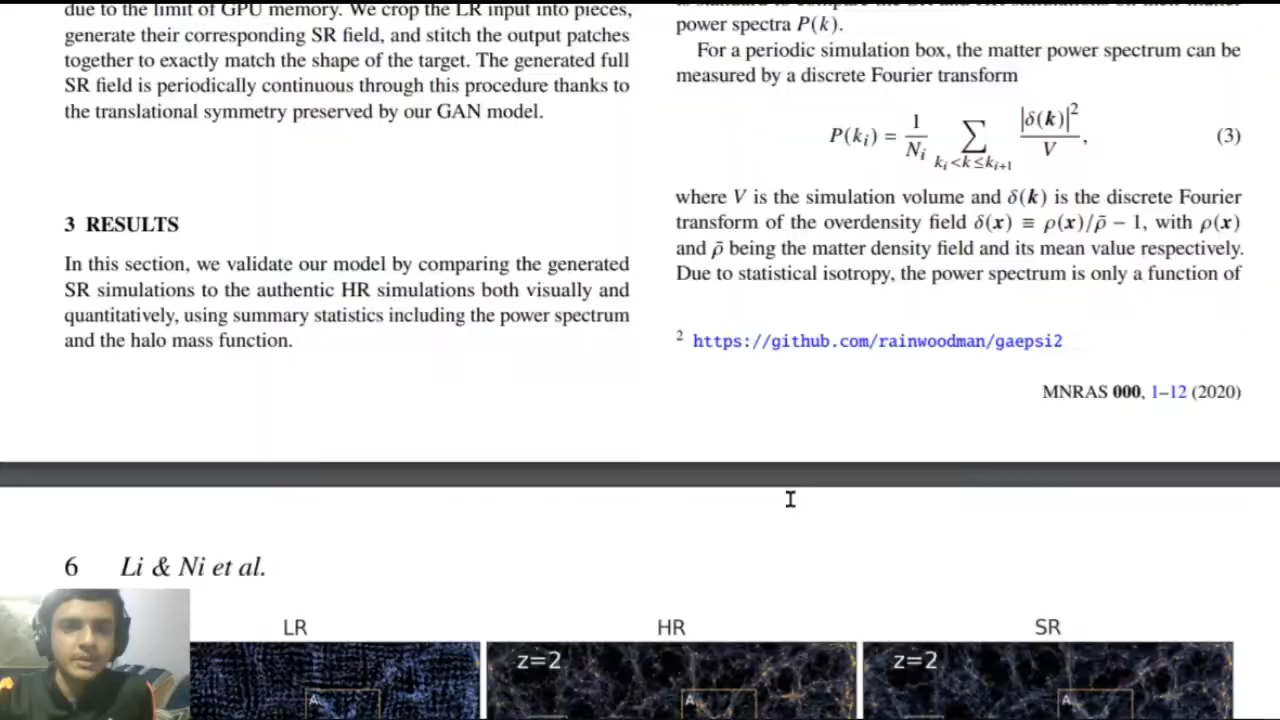 due to the limit of GPU memory. We crop the LR input into pieces,
generate their corresponding SR field, and stitch the output patches
together to exactly match the shape of the target. The generated full
SR field is periodically continuous through this procedure thanks to
the translational symmetry preserved by our GAN model.
3 RESULTS
In this section, we validate our model by comparing the generated
SR simulations to the authentic HR simulations both visually and
quantitatively, using summary statistics including the power spectrum
and the halo mass function.
power spectra P(k).
For a periodic simulation box, the matter power spectrum can be
measured by a discrete Fourier transform
P(kᵢ) = 1/Nᵢ ∑_{kᵢ<k≤kᵢ₊₁} |δ(k)|²/V, (3)
where V is the simulation volume and δ(k) is the discrete Fourier
transform of the overdensity field δ(x) ≡ ρ(x)/ρ̄ − 1, with ρ(x)
and ρ̄ being the matter density field and its mean value respectively.
Due to statistical isotropy, the power spectrum is only a function of
2 https://github.com/rainwoodman/gaepsi2
MNRAS 000, 1–12 (2020)
6 Li & Ni et al.
LR HR SR
z=2 z=2
A A A